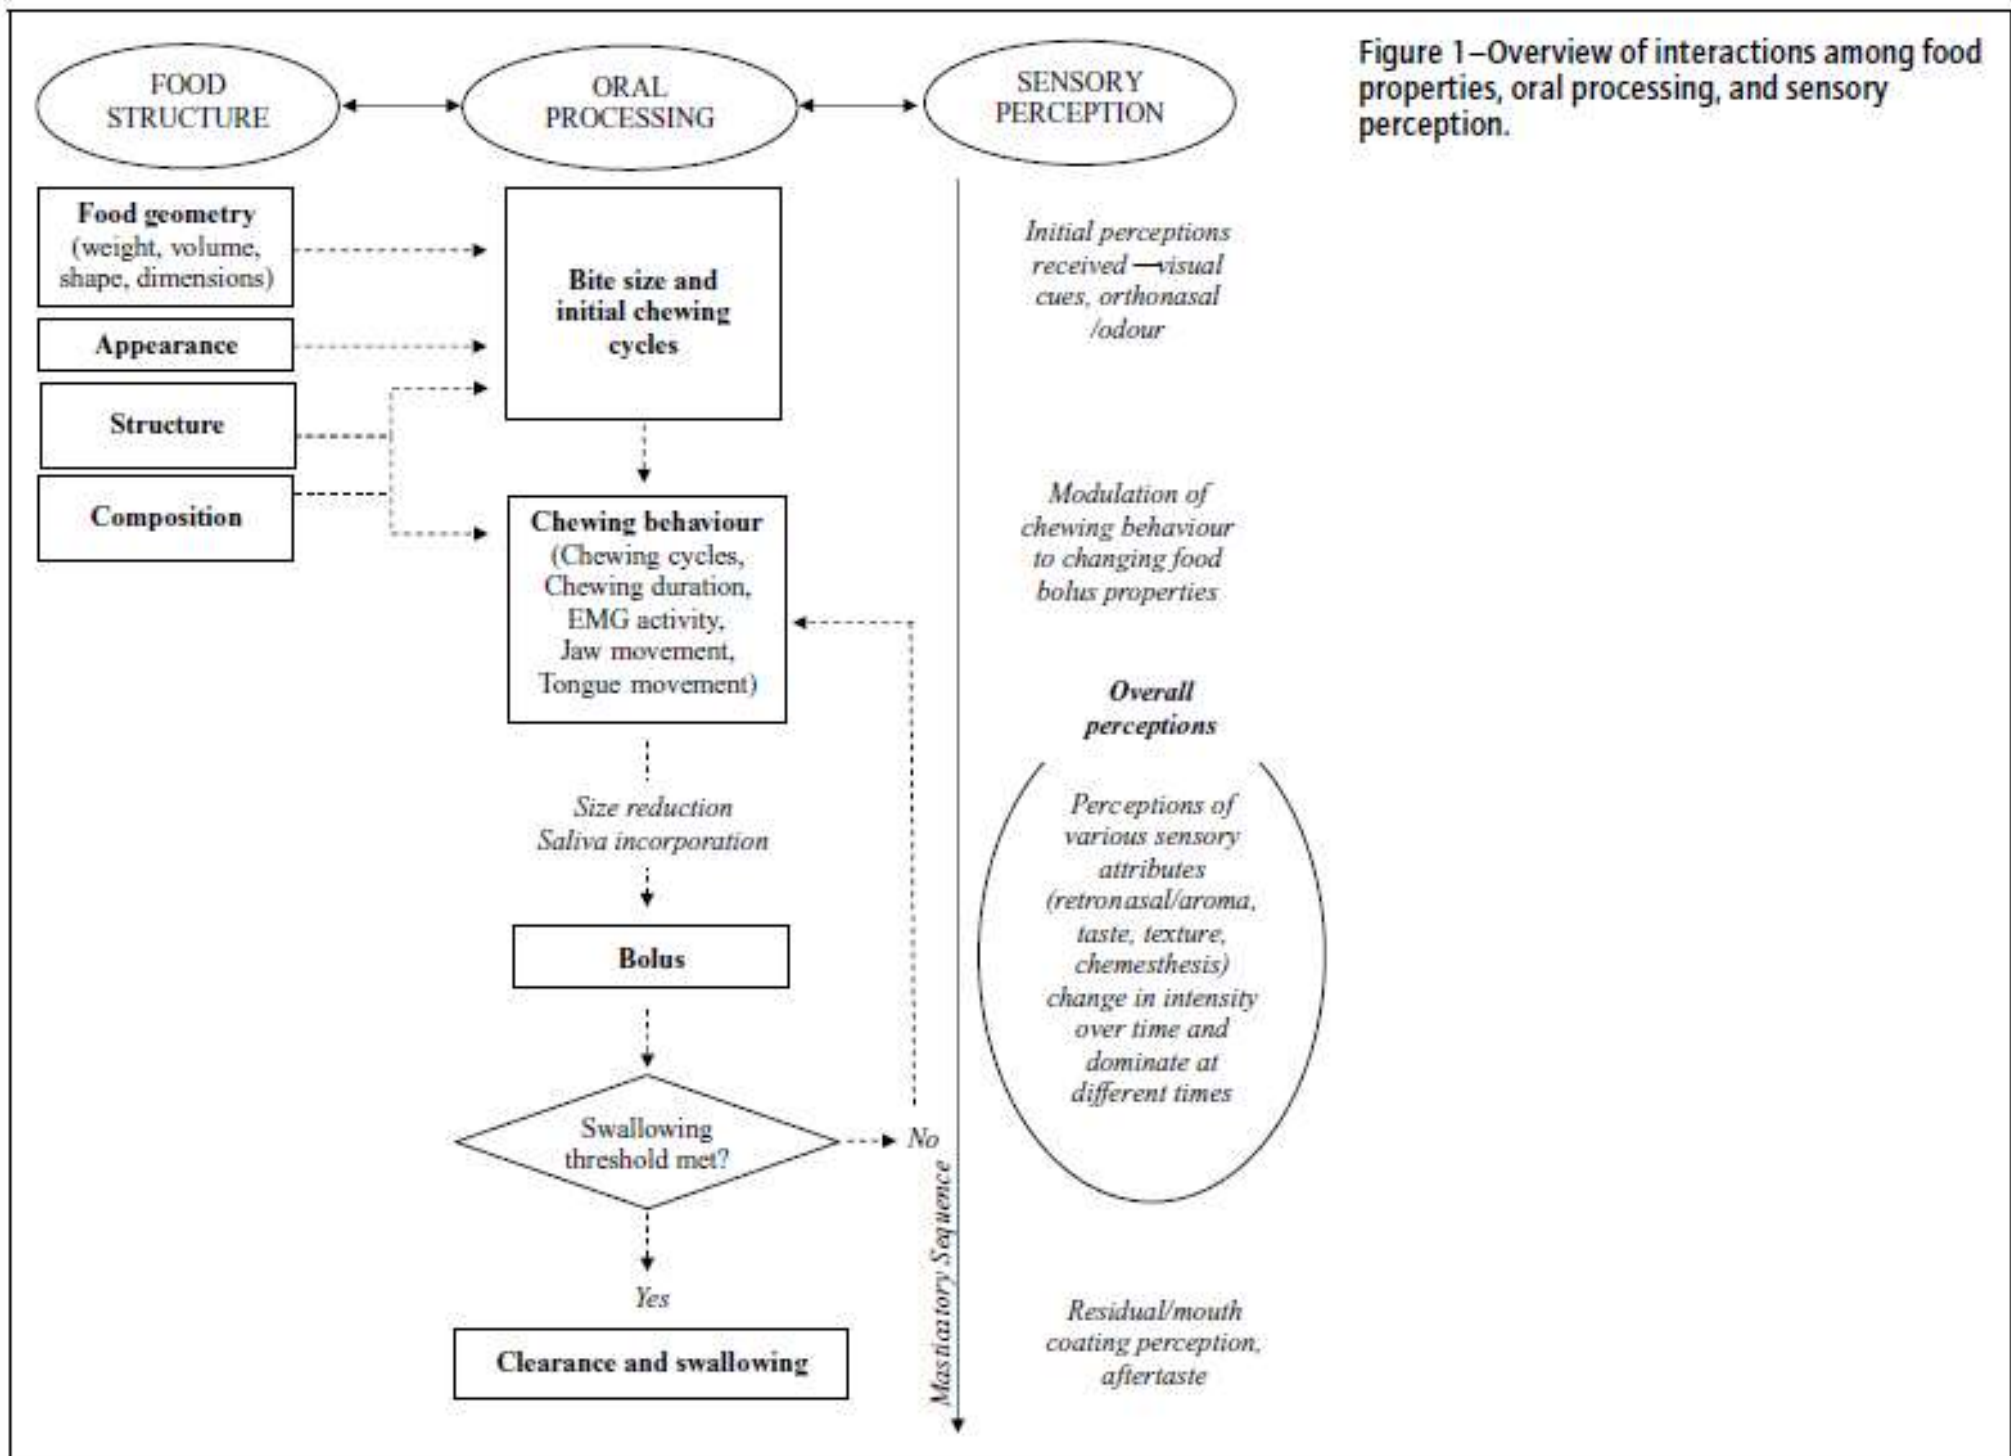 Figure 1–Overview of interactions among food
properties, oral processing, and sensory
perception.
FOOD
STRUCTURE
ORAL
PROCESSING
SENSORY
PERCEPTION
Food geometry
(weight, volume,
shape, dimensions)
Appearance
Structure
Composition
Bite size and
initial chewing
cycles
Chewing behaviour
(Chewing cycles,
Chewing duration,
EMG activity,
Jaw movement,
Tongue movement)
Size reduction
Saliva incorporation
Bolus
Swallowing
threshold met?
No
Yes
Clearance and swallowing
Masticatory Sequence
Initial perceptions
received —visual
cues, orthonasal
/odour
Modulation of
chewing behaviour
to changing food
bolus properties
Overall
perceptions
Perceptions of
various sensory
attributes
(retronasal/aroma,
taste, texture,
chemesthesis)
change in intensity
over time and
dominate at
different times
Residual/mouth
coating perception,
aftertaste